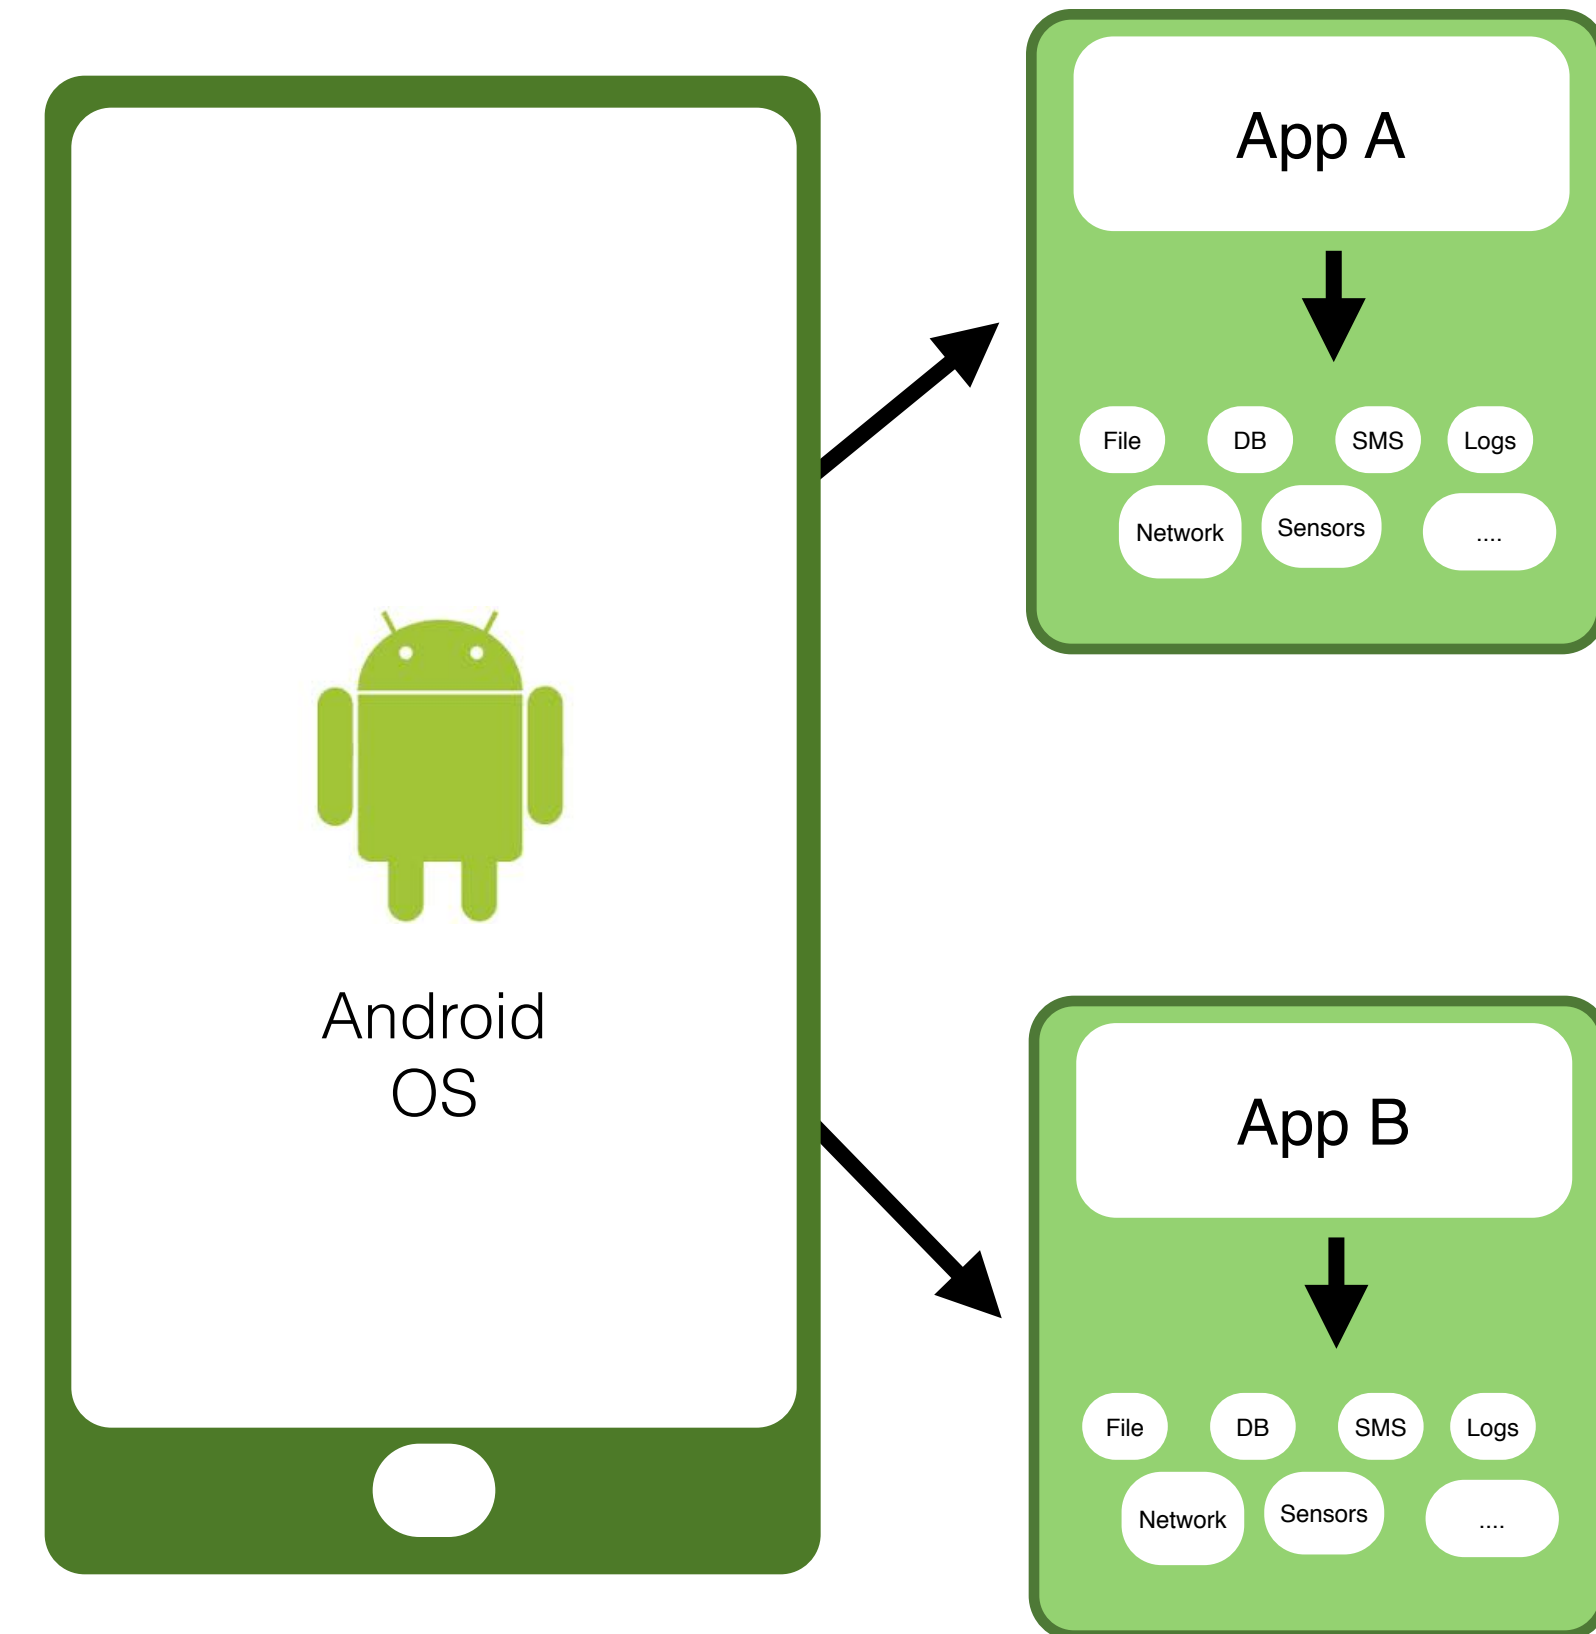 Android
OS
App A
File DB SMS Logs
Network Sensors ....
App B
File DB SMS Logs
Network Sensors ....